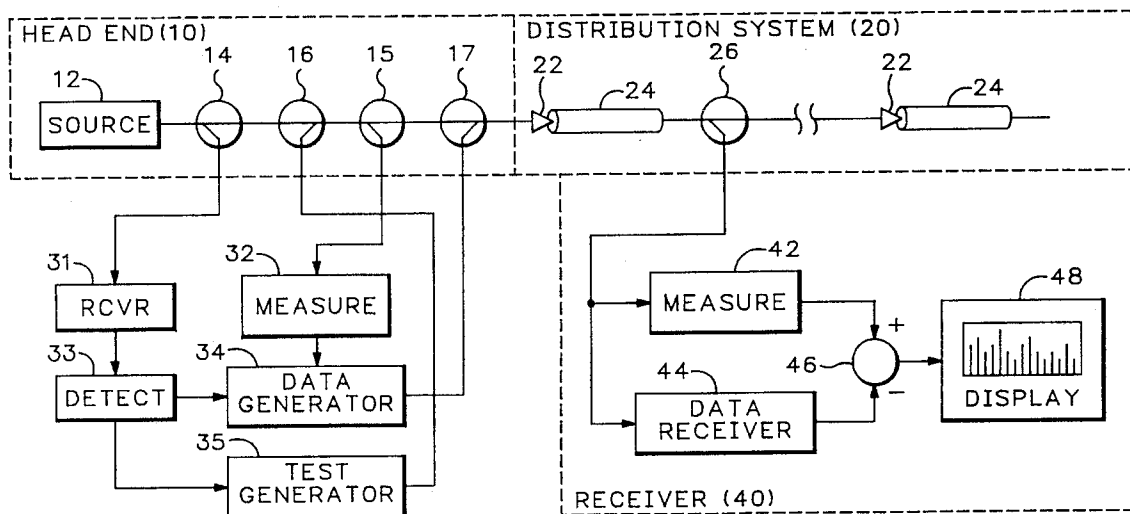 HEAD END (10)
DISTRIBUTION SYSTEM (20)
14
16
15
17
12
SOURCE
22
24
26
22
24
31
RCVR
32
MEASURE
33
DETECT
34
DATA
GENERATOR
35
TEST
GENERATOR
42
MEASURE
+
46
−
44
DATA
RECEIVER
48
DISPLAY
RECEIVER (40)